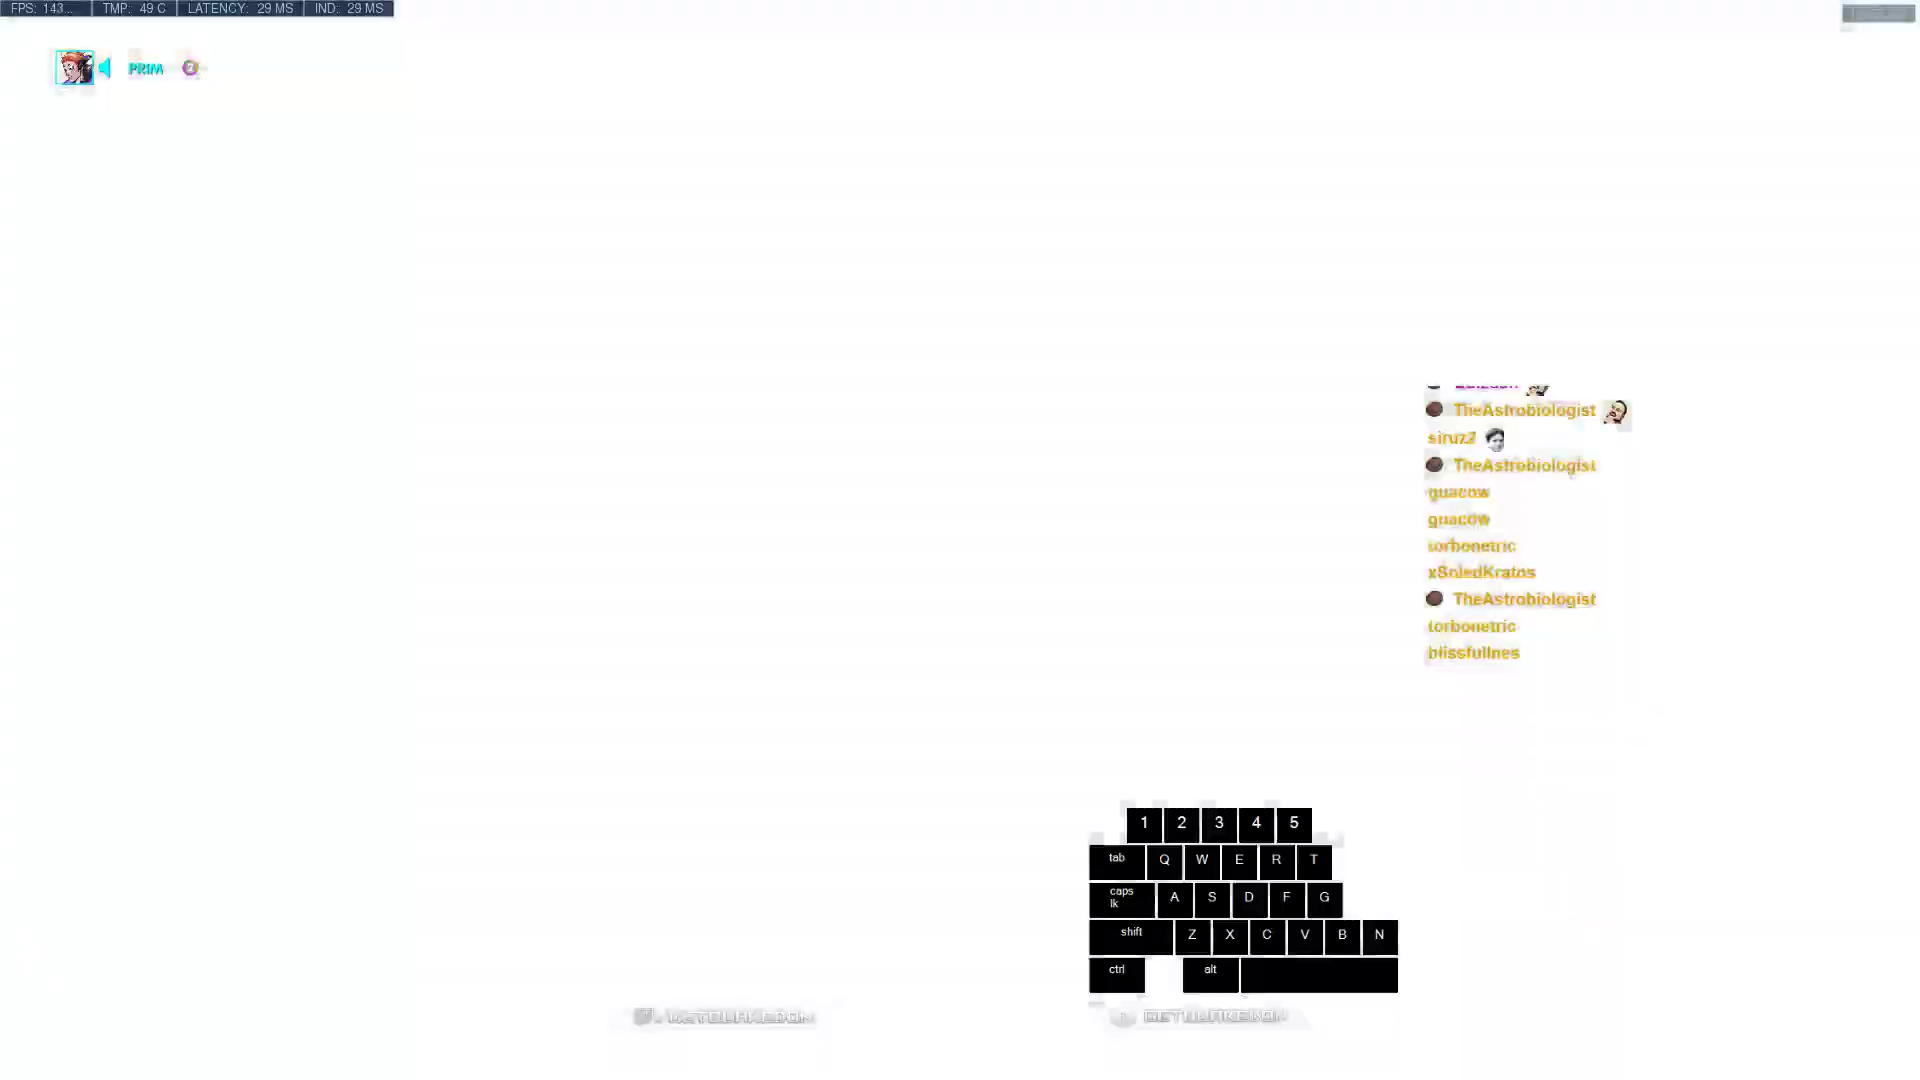 FPS: 143... TMP: 49 C LATENCY: 29 MS IND: 29 MS
PRIM
TheAstrobiologist
siruz2
TheAstrobiologist
guacow
guacow
torbonetric
xSoledKratos
TheAstrobiologist
torbonetric
blissfullnes
1 2 3 4 5
tab Q W E R T
caps
lk
A S D F G
shift Z X C V B N
ctrl alt